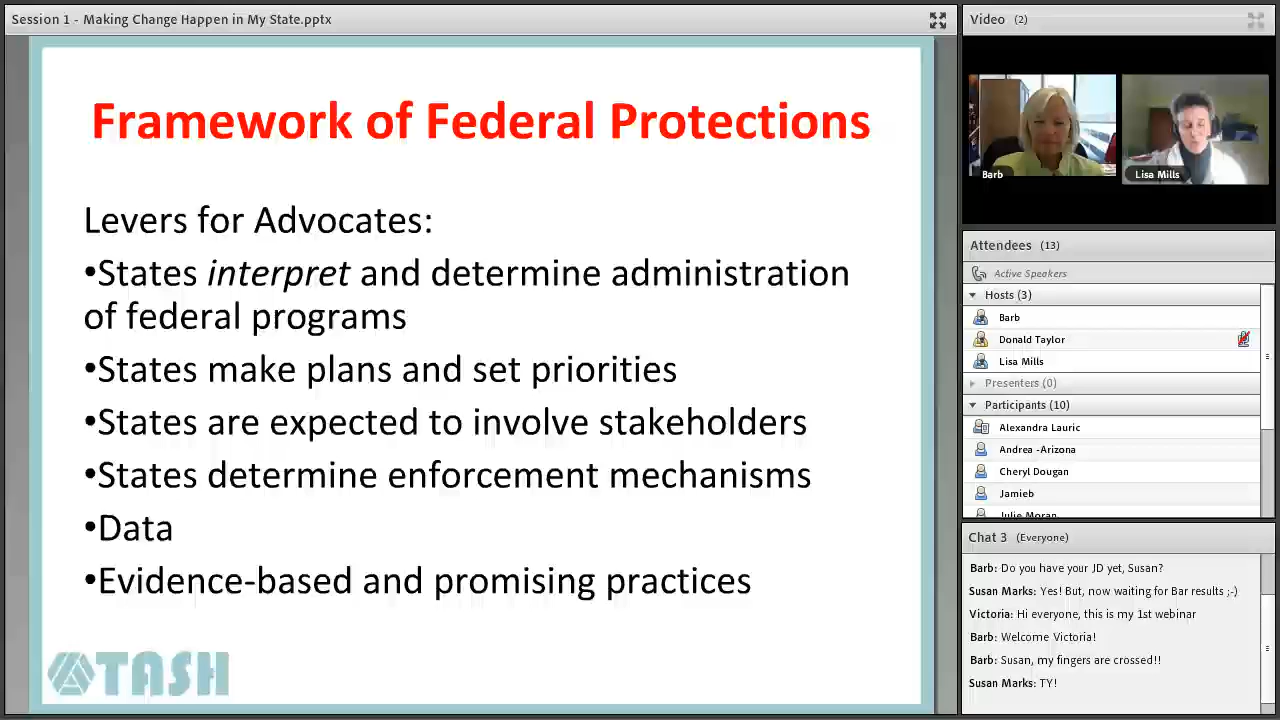 Session 1 - Making Change Happen in My State.pptx
Framework of Federal Protections
Levers for Advocates:
•States interpret and determine administration
of federal programs
•States make plans and set priorities
•States are expected to involve stakeholders
•States determine enforcement mechanisms
•Data
•Evidence-based and promising practices
TASH
Video (2)
Barb
Lisa Mills
Attendees (13)
Active Speakers
Hosts (3)
Barb
Donald Taylor
Lisa Mills
Presenters (0)
Participants (10)
Alexandra Lauric
Andrea -Arizona
Cheryl Dougan
Jamieb
Julie Moran
Chat 3 (Everyone)
Barb: Do you have your JD yet, Susan?
Susan Marks: Yes! But, now waiting for Bar results ;-)
Victoria: Hi everyone, this is my 1st webinar
Barb: Welcome Victoria!
Barb: Susan, my fingers are crossed!!
Susan Marks: TY!